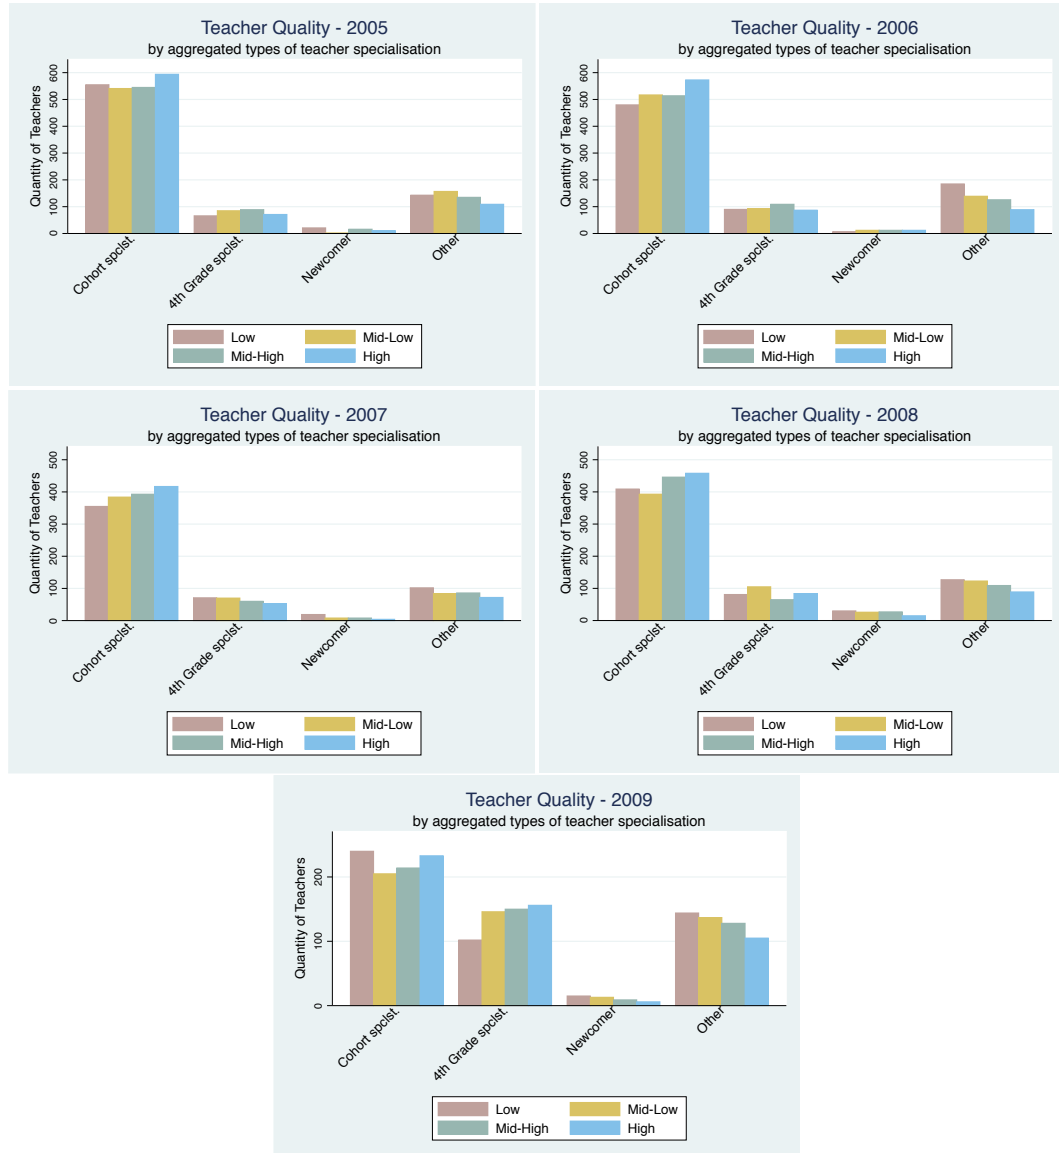 Teacher Quality - 2005
by aggregated types of teacher specialisation
Quantity of Teachers
600
500
400
300
200
100
0
Cohort spclst.
4th Grade spclst.
Newcomer
Other
Low
Mid-Low
Mid-High
High
Teacher Quality - 2006
by aggregated types of teacher specialisation
Quantity of Teachers
600
500
400
300
200
100
0
Cohort spclst.
4th Grade spclst.
Newcomer
Other
Low
Mid-Low
Mid-High
High
Teacher Quality - 2007
by aggregated types of teacher specialisation
Quantity of Teachers
500
400
300
200
100
0
Cohort spclst.
4th Grade spclst.
Newcomer
Other
Low
Mid-Low
Mid-High
High
Teacher Quality - 2008
by aggregated types of teacher specialisation
Quantity of Teachers
500
400
300
200
100
0
Cohort spclst.
4th Grade spclst.
Newcomer
Other
Low
Mid-Low
Mid-High
High
Teacher Quality - 2009
by aggregated types of teacher specialisation
Quantity of Teachers
200
100
0
Cohort spclst.
4th Grade spclst.
Newcomer
Other
Low
Mid-Low
Mid-High
High